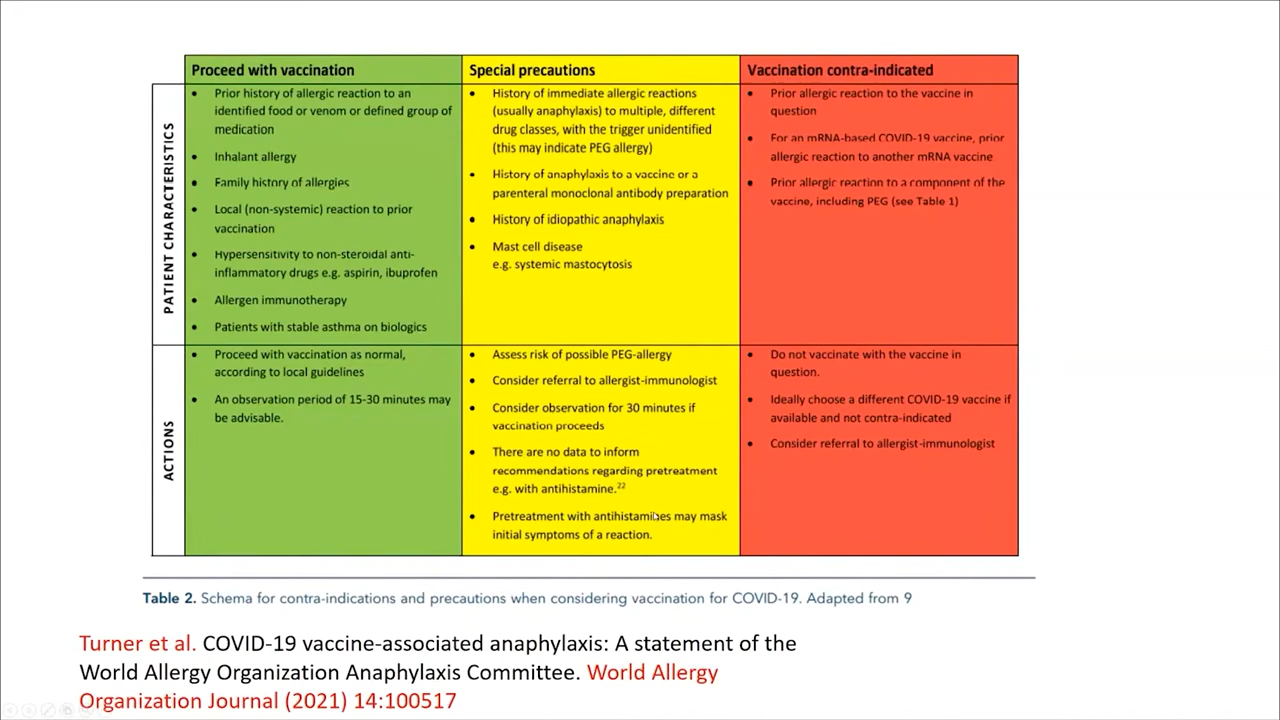 Proceed with vaccination
Special precautions
Vaccination contra-indicated
PATIENT CHARACTERISTICS
• Prior history of allergic reaction to an
identified food or venom or defined group of
medication
• Inhalant allergy
• Family history of allergies
• Local (non-systemic) reaction to prior
vaccination
• Hypersensitivity to non-steroidal anti-
inflammatory drugs e.g. aspirin, ibuprofen
• Allergen immunotherapy
• Patients with stable asthma on biologics
• History of immediate allergic reactions
(usually anaphylaxis) to multiple, different
drug classes, with the trigger unidentified
(this may indicate PEG allergy)
• History of anaphylaxis to a vaccine or a
parenteral monoclonal antibody preparation
• History of idiopathic anaphylaxis
• Mast cell disease
e.g. systemic mastocytosis
• Prior allergic reaction to the vaccine in
question
• For an mRNA-based COVID-19 vaccine, prior
allergic reaction to another mRNA vaccine
• Prior allergic reaction to a component of the
vaccine, including PEG (see Table 1)
ACTIONS
• Proceed with vaccination as normal,
according to local guidelines
• An observation period of 15-30 minutes may
be advisable.
• Assess risk of possible PEG-allergy
• Consider referral to allergist-immunologist
• Consider observation for 30 minutes if
vaccination proceeds
• There are no data to inform
recommendations regarding pretreatment
e.g. with antihistamine.22
• Pretreatment with antihistamines may mask
initial symptoms of a reaction.
• Do not vaccinate with the vaccine in
question.
• Ideally choose a different COVID-19 vaccine if
available and not contra-indicated
• Consider referral to allergist-immunologist
Table 2. Schema for contra-indications and precautions when considering vaccination for COVID-19. Adapted from 9
Turner et al. COVID-19 vaccine-associated anaphylaxis: A statement of the
World Allergy Organization Anaphylaxis Committee. World Allergy
Organization Journal (2021) 14:100517